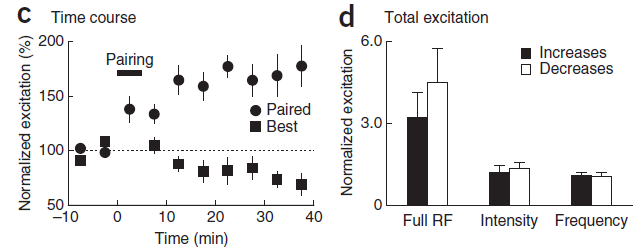 c Time course
Normalized excitation (%)
200
150
100
50
Pairing
Paired
Best
–10 0 10 20 30 40
Time (min)
d Total excitation
Normalized excitation
6.0
3.0
0
Increases
Decreases
Full RF Intensity Frequency